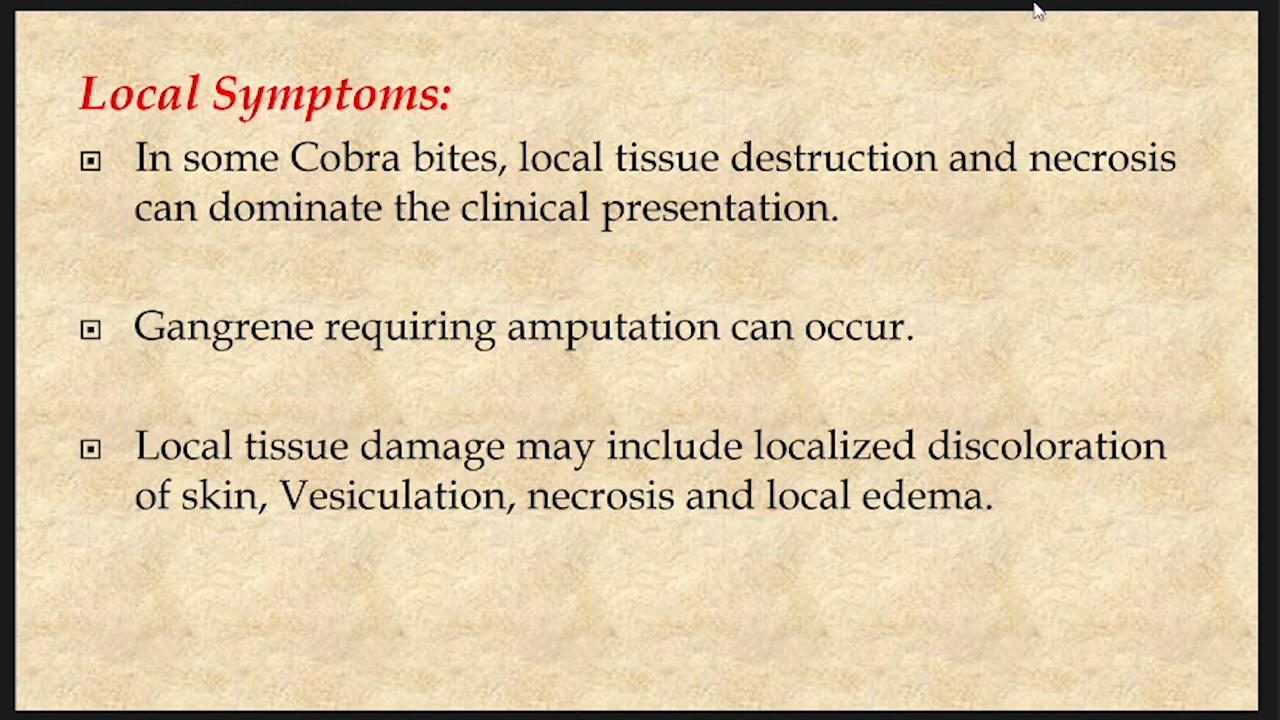 Local Symptoms:
In some Cobra bites, local tissue destruction and necrosis
can dominate the clinical presentation.
Gangrene requiring amputation can occur.
Local tissue damage may include localized discoloration
of skin, Vesiculation, necrosis and local edema.